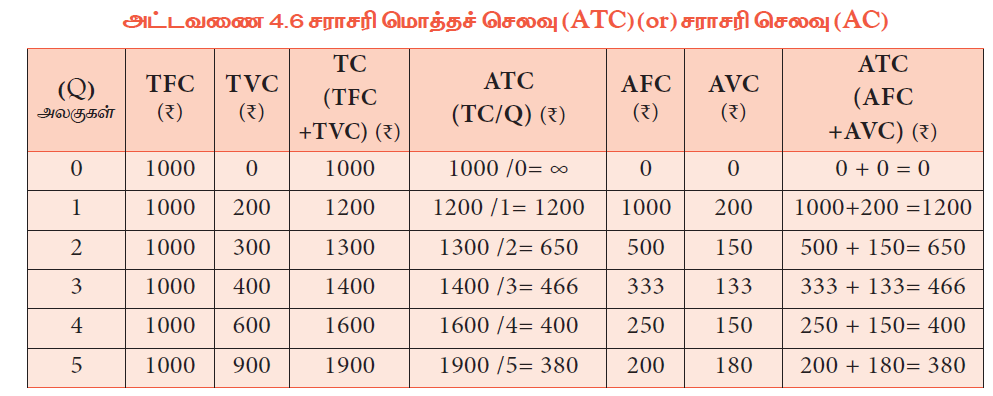 அட்டவணை 4.6 சராசரி மொத்தச் செலவு (ATC) (or) சராசரி செலவு (AC)
(Q) அலகுகள் TFC (₹) TVC (₹) TC (TFC +TVC) (₹) ATC (TC/Q) (₹) AFC (₹) AVC (₹) ATC (AFC +AVC) (₹)
0 1000 0 1000 1000 /0= ∞ 0 0 0 + 0 = 0
1 1000 200 1200 1200 /1= 1200 1000 200 1000+200 =1200
2 1000 300 1300 1300 /2= 650 500 150 500 + 150= 650
3 1000 400 1400 1400 /3= 466 333 133 333 + 133= 466
4 1000 600 1600 1600 /4= 400 250 150 250 + 150= 400
5 1000 900 1900 1900 /5= 380 200 180 200 + 180= 380